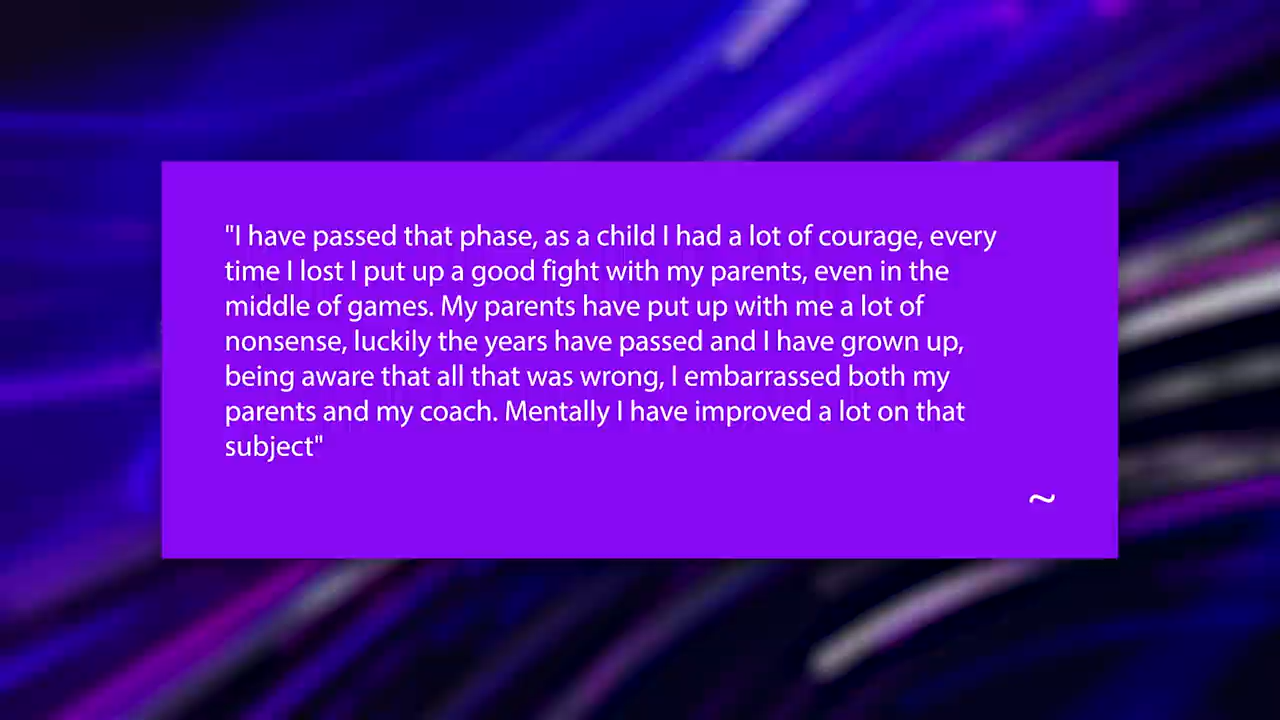 "I have passed that phase, as a child I had a lot of courage, every
time I lost I put up a good fight with my parents, even in the
middle of games. My parents have put up with me a lot of
nonsense, luckily the years have passed and I have grown up,
being aware that all that was wrong, I embarrassed both my
parents and my coach. Mentally I have improved a lot on that
subject"
~